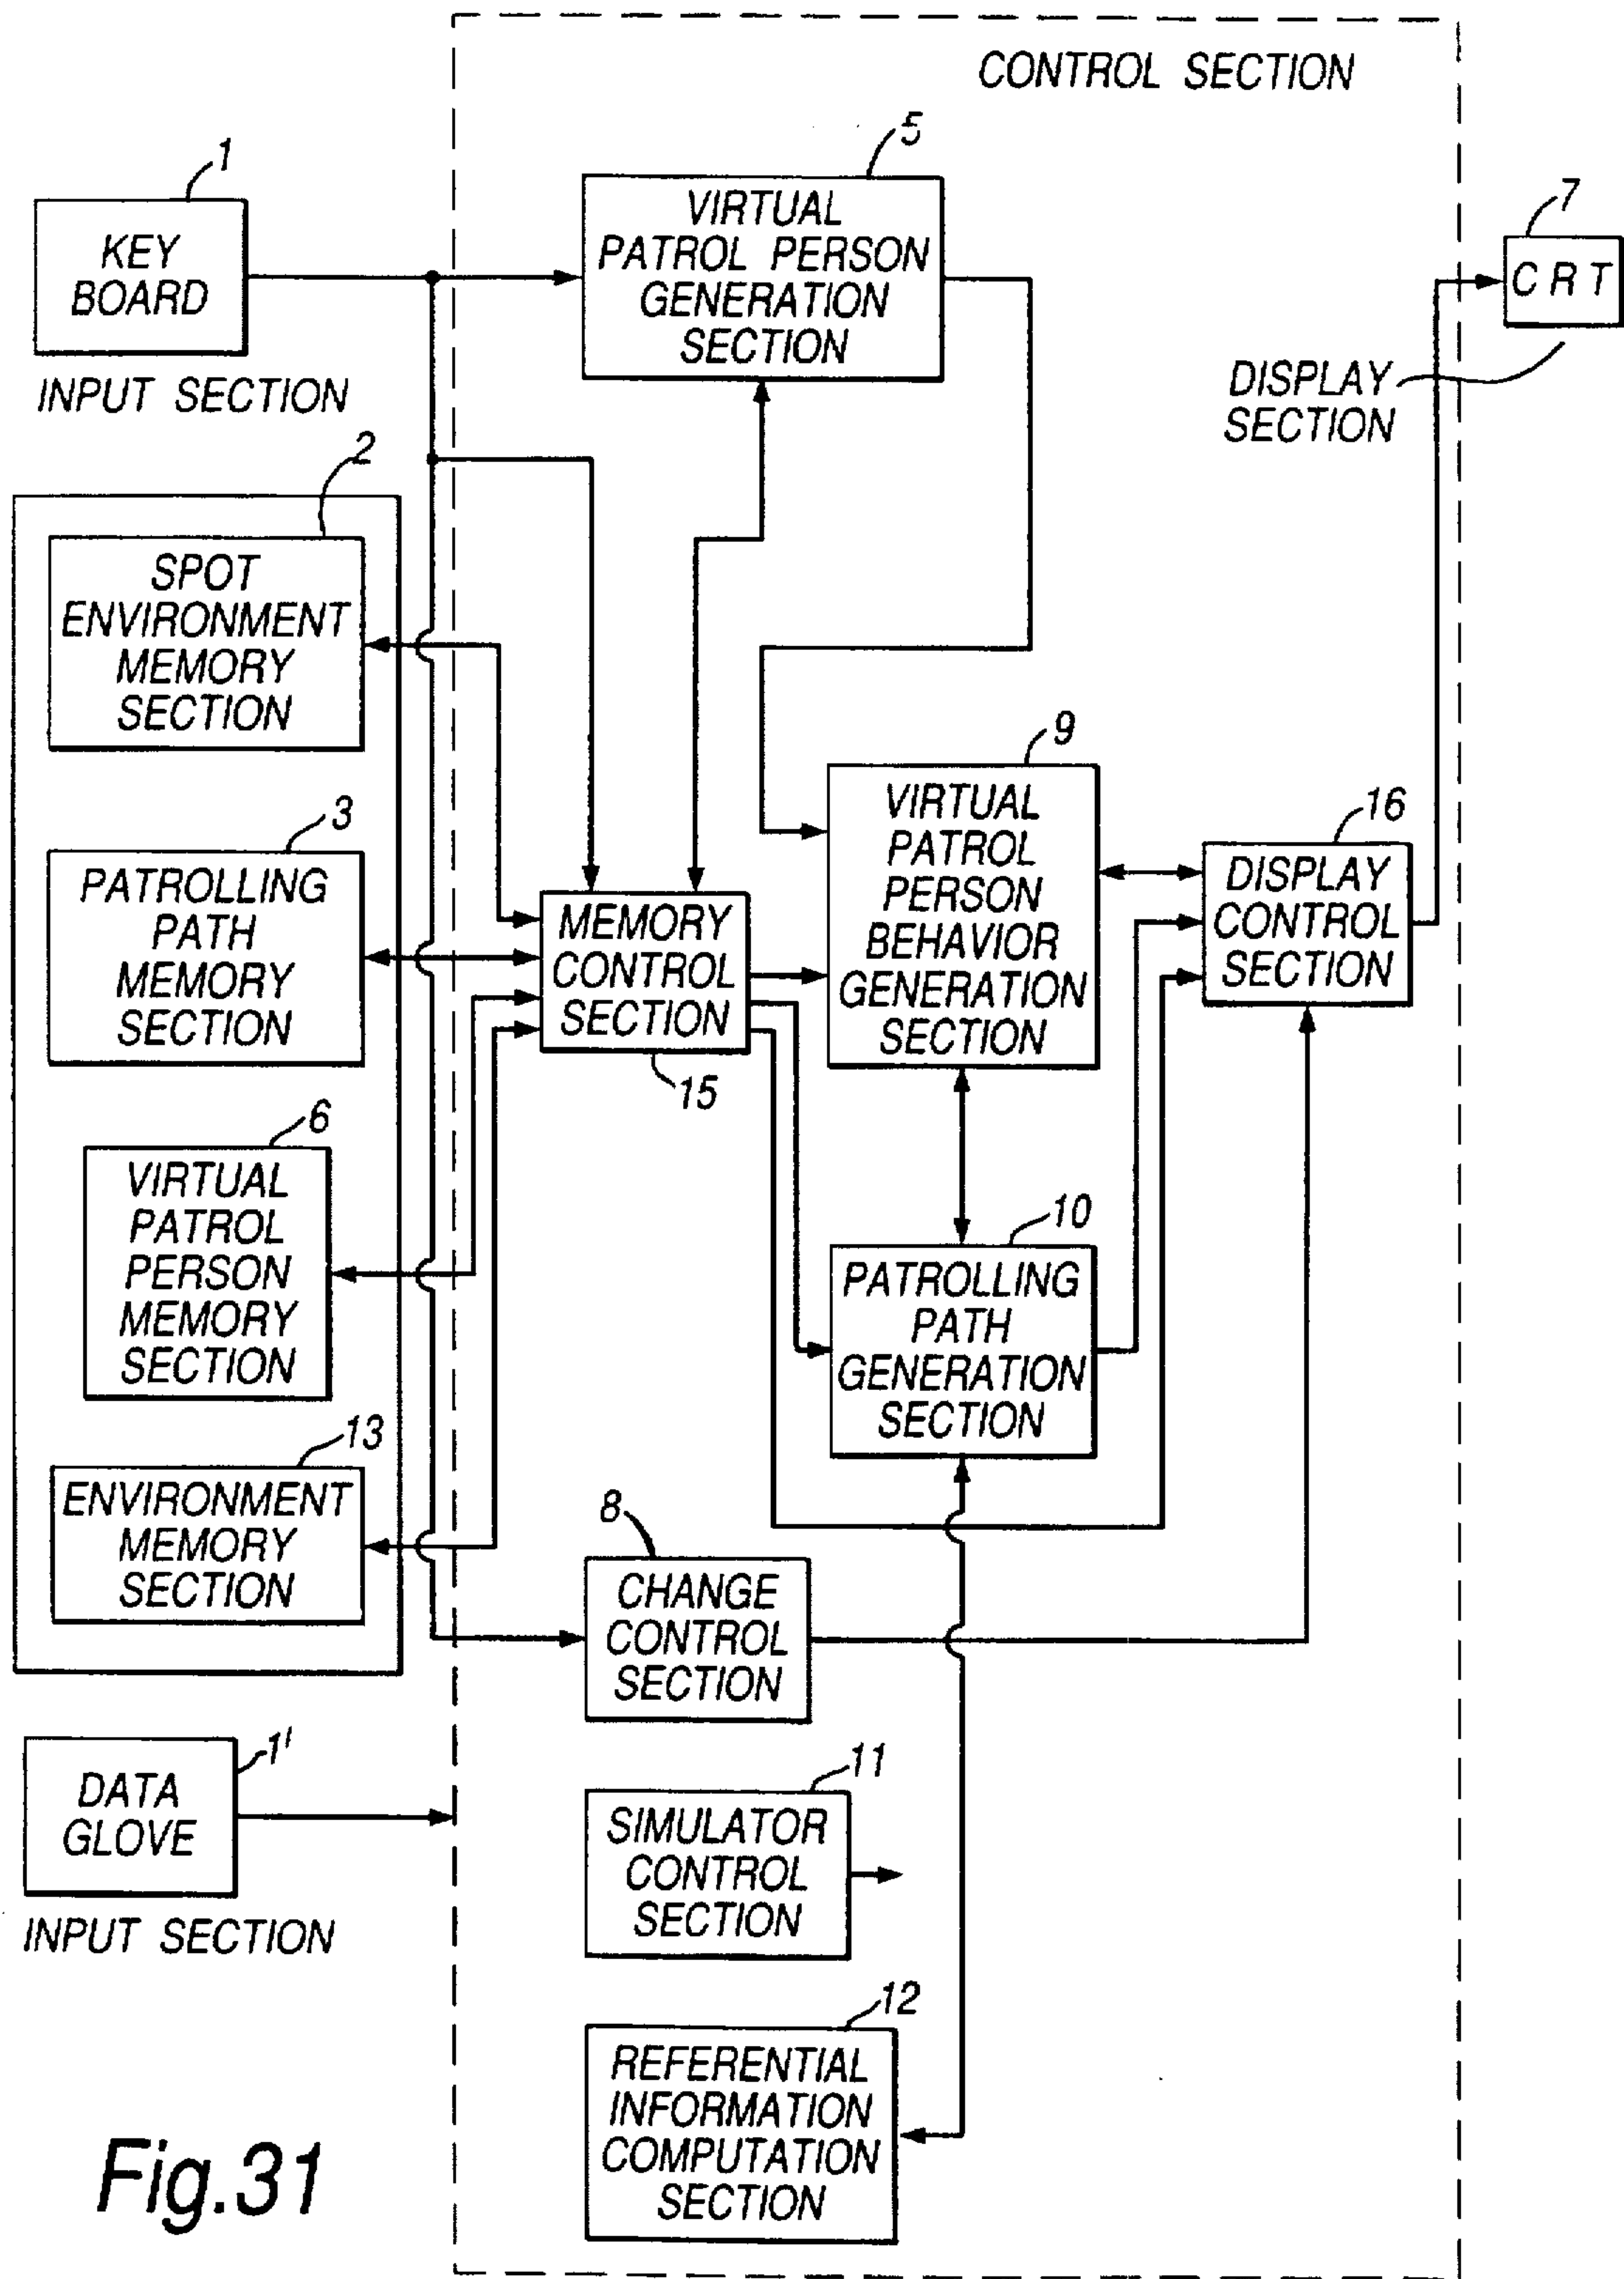 CONTROL SECTION
1
KEY
BOARD
INPUT SECTION
5
VIRTUAL
PATROL PERSON
GENERATION
SECTION
7
CRT
DISPLAY
SECTION
2
SPOT
ENVIRONMENT
MEMORY
SECTION
3
PATROLLING
PATH
MEMORY
SECTION
6
VIRTUAL
PATROL
PERSON
MEMORY
SECTION
13
ENVIRONMENT
MEMORY
SECTION
MEMORY
CONTROL
SECTION
15
9
VIRTUAL
PATROL
PERSON
BEHAVIOR
GENERATION
SECTION
16
DISPLAY
CONTROL
SECTION
10
PATROLLING
PATH
GENERATION
SECTION
8
CHANGE
CONTROL
SECTION
1'
DATA
GLOVE
INPUT SECTION
11
SIMULATOR
CONTROL
SECTION
12
REFERENTIAL
INFORMATION
COMPUTATION
SECTION
Fig.31